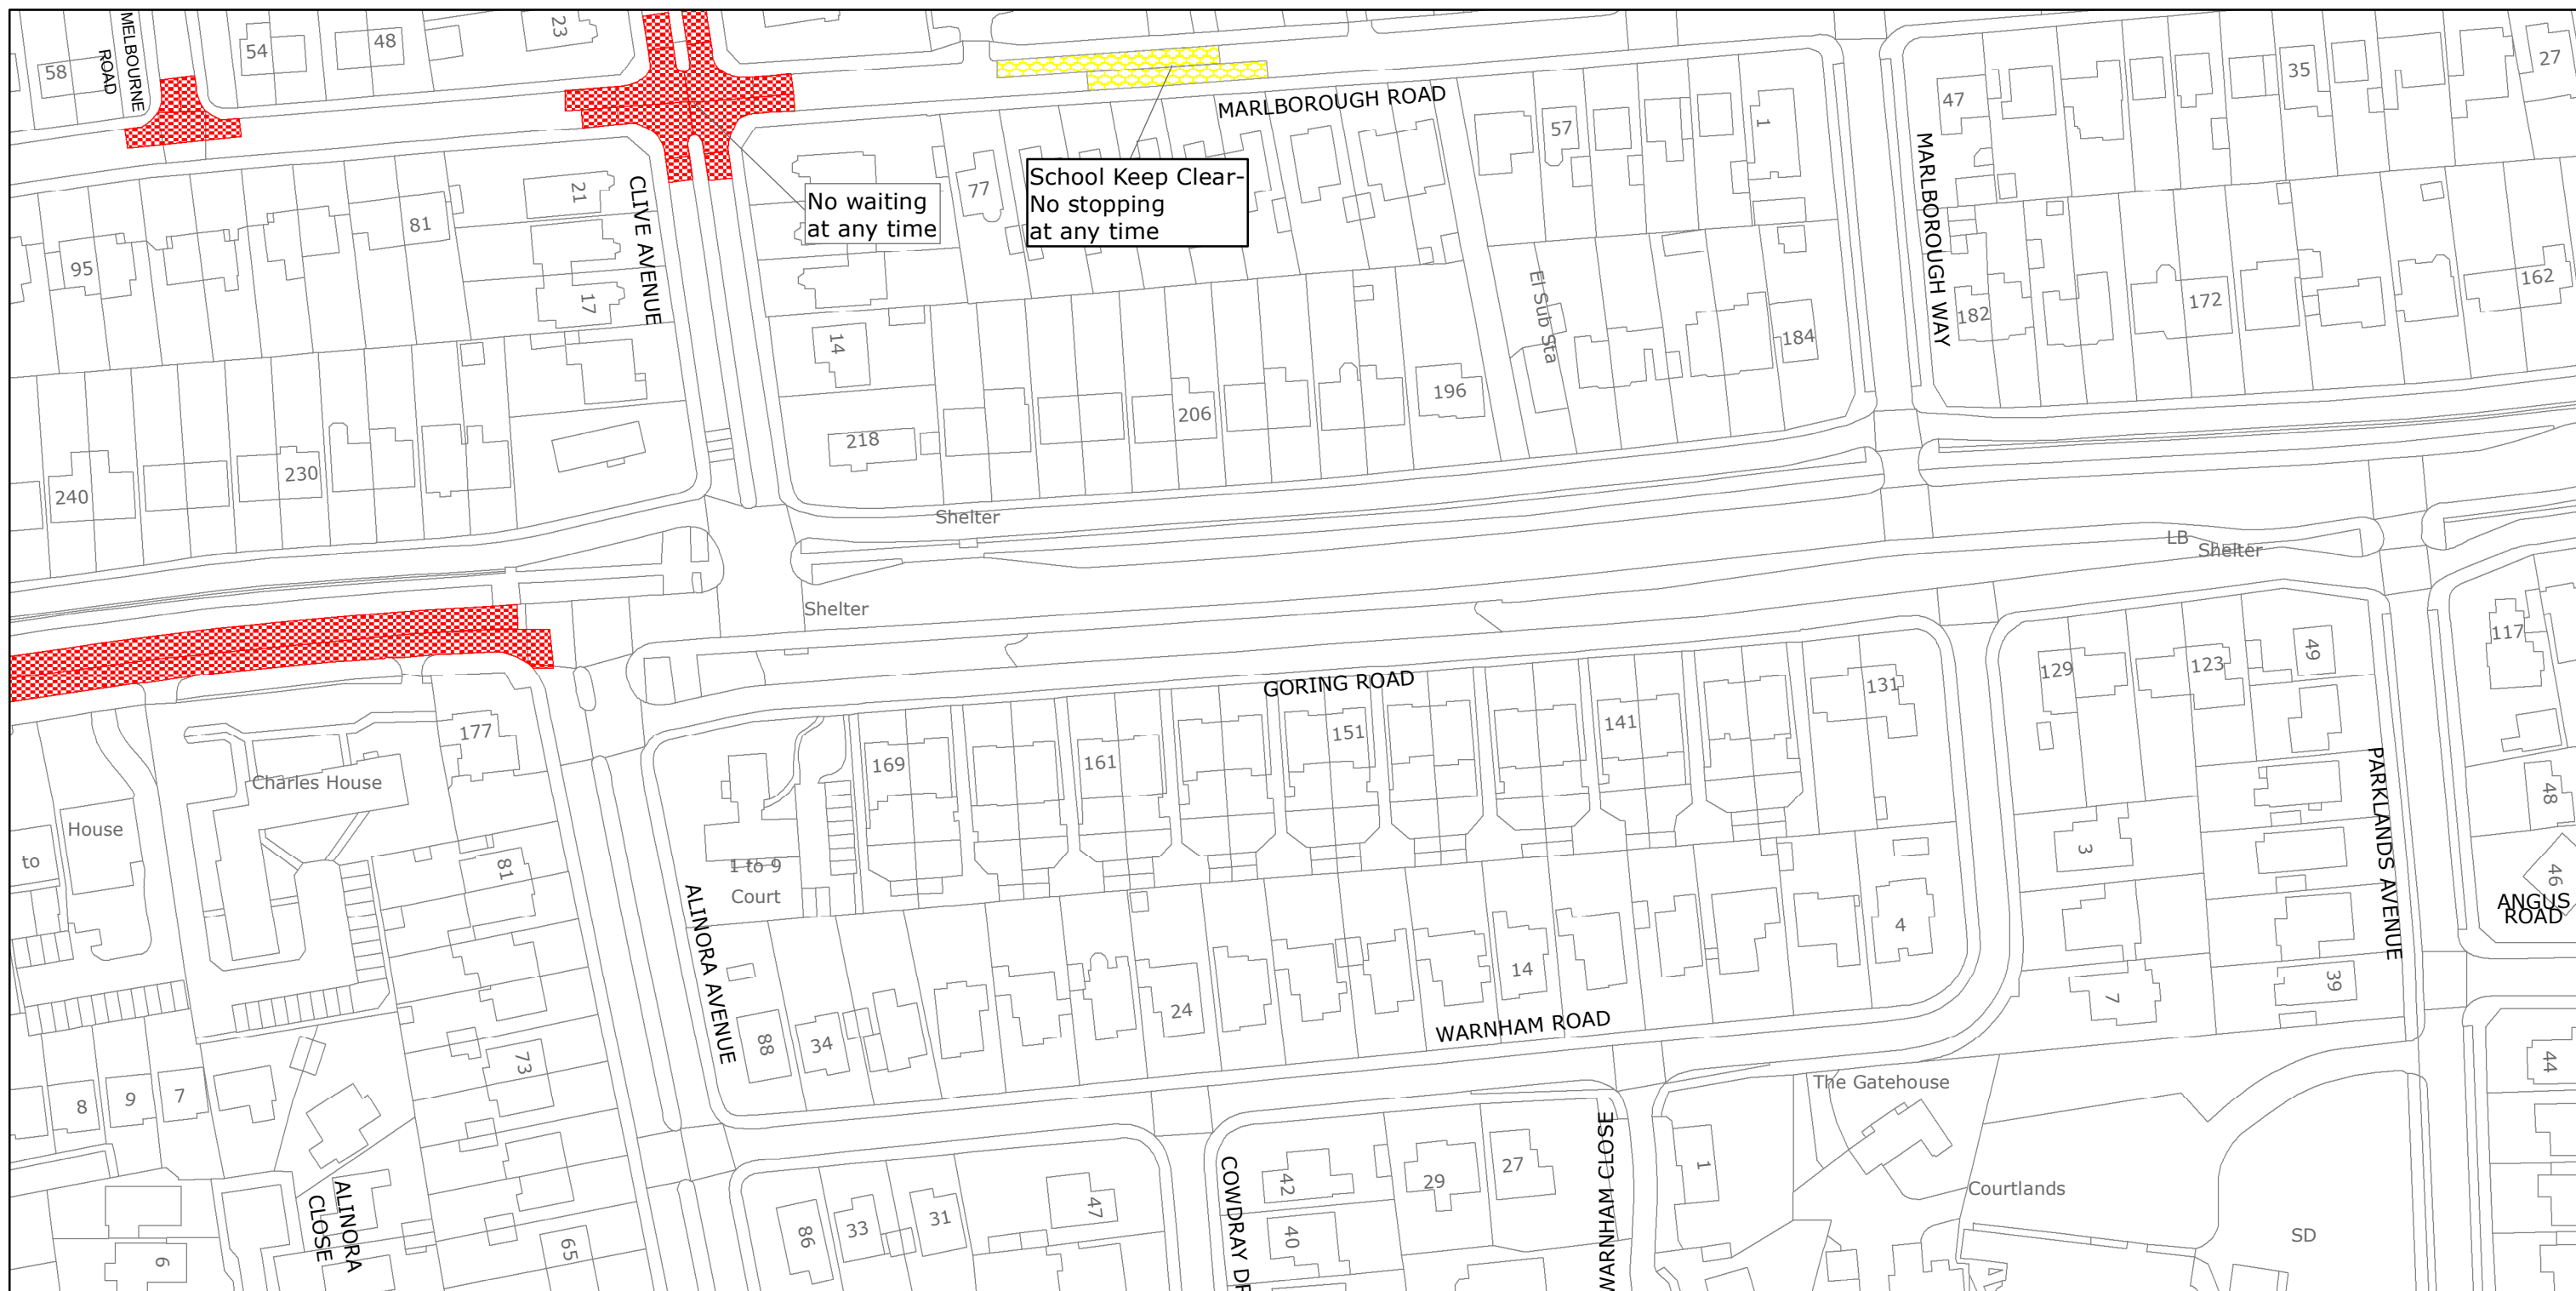 MELBOURNE
ROAD
54
48
23
58
27
35
47
MARLBOROUGH ROAD
57
1
No waiting
at any time
School Keep Clear-
No stopping
at any time
77
21
CLIVE AVENUE
81
95
17
MARLBOROUGH WAY
El Sub Sta
182
172
162
184
14
196
206
218
230
240
Shelter
Shelter
LB
Shelter
117
49
123
129
131
GORING ROAD
141
151
161
169
177
Charles House
House
to
1 to 9
Court
81
3
PARKLANDS AVENUE
48
46
ANGUS
ROAD
4
14
24
39
7
ALINORA AVENUE
88
34
WARNHAM ROAD
73
8
9
7
44
The Gatehouse
WARNHAM CLOSE
1
27
29
42
Courtlands
COWDRAY DR
47
31
33
86
ALINORA
CLOSE
65
40
SD
6